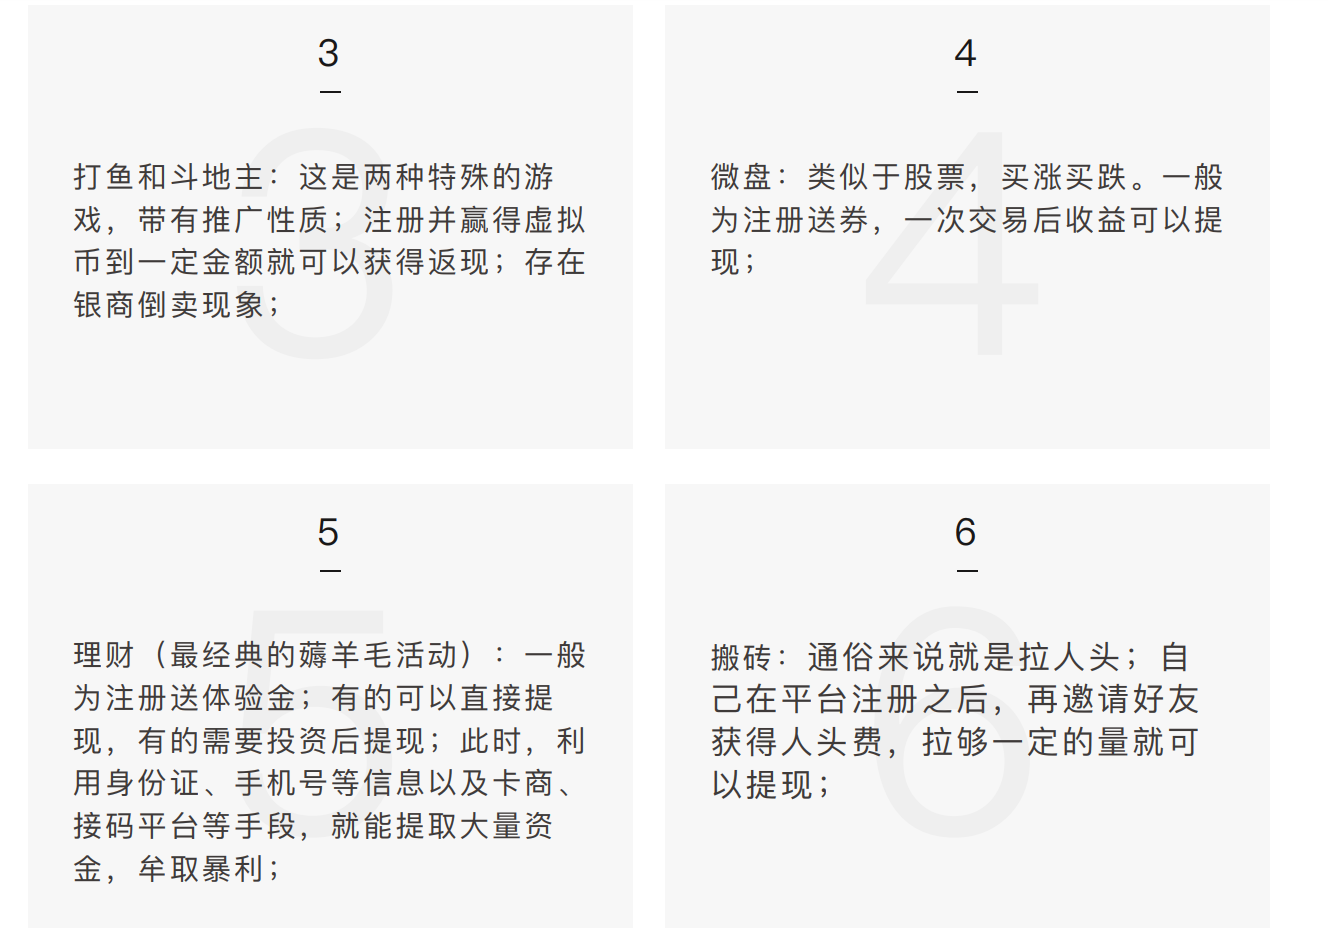 3
打鱼和斗地主：这是两种特殊的游
戏，带有推广性质；注册并赢得虚拟
币到一定金额就可以获得返现；存在
银商倒卖现象；
4
微盘：类似于股票，买涨买跌。一般
为注册送券，一次交易后收益可以提
现；
5
理财（最经典的薅羊毛活动）：一般
为注册送体验金；有的可以直接提
现，有的需要投资后提现；此时，利
用身份证、手机号等信息以及卡商、
接码平台等手段，就能提取大量资
金，牟取暴利；
6
搬砖：通俗来说就是拉人头；自
己在平台注册之后，再邀请好友
获得人头费，拉够一定的量就可
以提现；